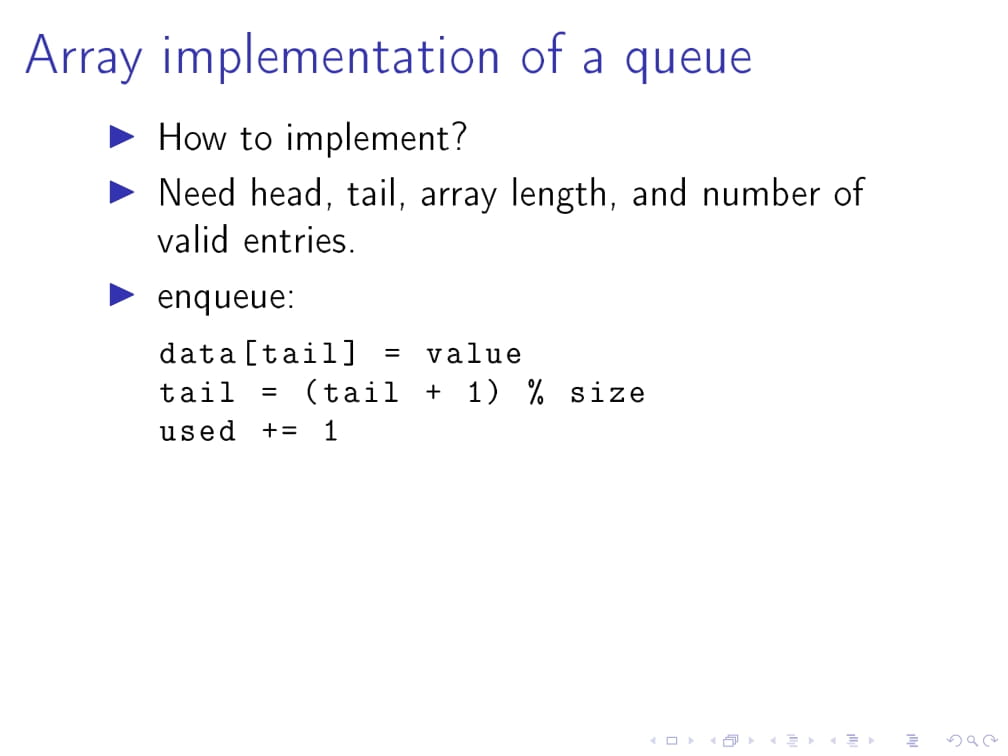 Array implementation of a queue
How to implement?
Need head, tail, array length, and number of
valid entries.
enqueue:
data[tail] = value
tail = (tail + 1) % size
used += 1